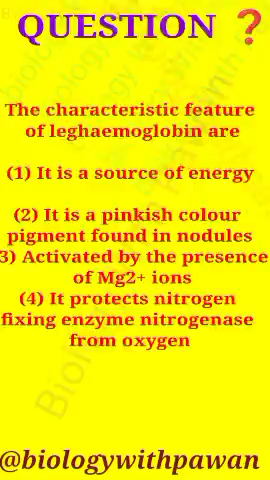 QUESTION ❓
The characteristic feature
of leghaemoglobin are
(1) It is a source of energy
(2) It is a pinkish colour
pigment found in nodules
3) Activated by the presence
of Mg2+ ions
(4) It protects nitrogen
fixing enzyme nitrogenase
from oxygen
@biologywithpawan